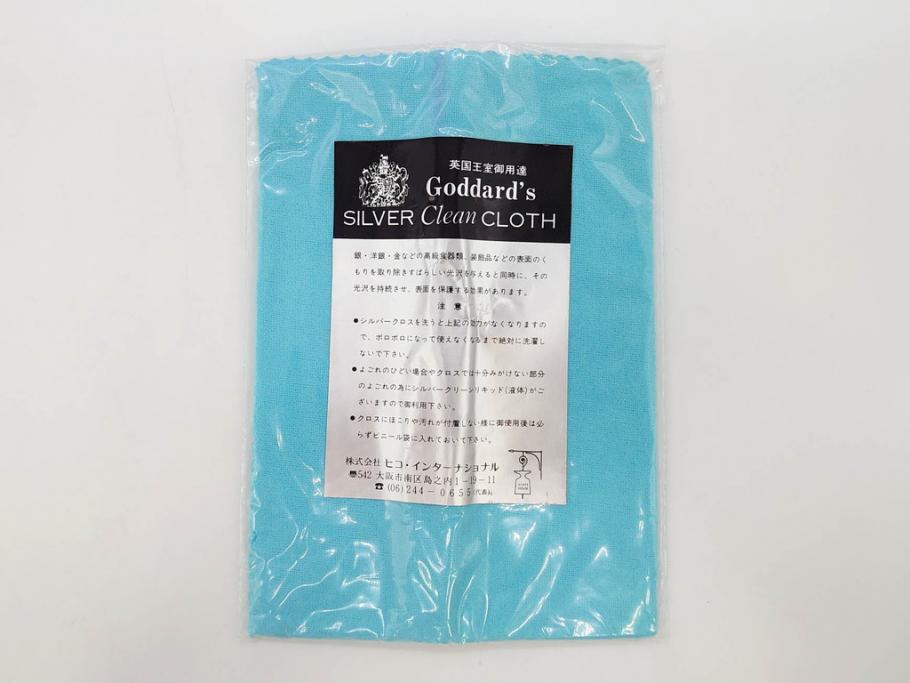 英国王室御用達
Goddard's
SILVER Clean CLOTH
銀・洋銀・金などの高級食器類、装飾品などの表面のく
もりを取り除きすばらしい光沢を与えると同時に、その
光沢を持続させ、表面を保護する効果があります。
注意
●シルバークロスを洗うと上記の効力がなくなりますの
で、ボロボロになって使えなくなるまで絶対に洗濯し
ないで下さい。
●よごれのひどい場合やクロスでは十分みがけない部分
のよごれの為にシルバークリーンリキッド(液体)がご
ざいますので御利用下さい。
●クロスにほこりや汚れが付着しない様に御使用後は必
らずビニール袋に入れておいて下さい。
株式会社 ヒコ・インターナショナル
〒542 大阪市南区島之内1-19-11
☎ (06)244-0655(代表)